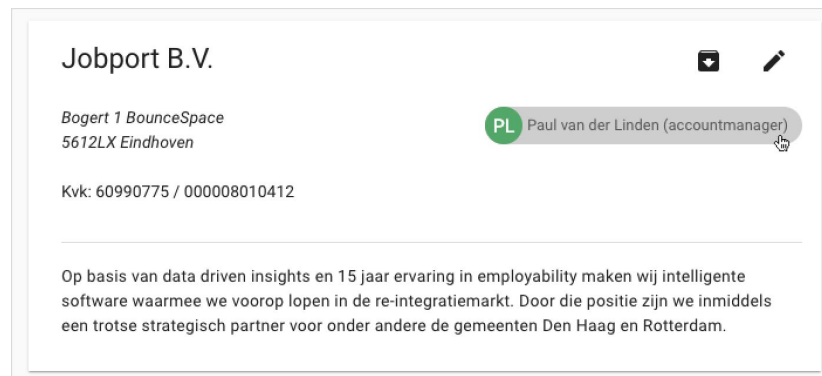 Jobport B.V.
Bogert 1 BounceSpace
5612LX Eindhoven
PL Paul van der Linden (accountmanager)
Kvk: 60990775 / 000008010412
Op basis van data driven insights en 15 jaar ervaring in employability maken wij intelligente
software waarmee we voorop lopen in de re-integratiemarkt. Door die positie zijn we inmiddels
een trotse strategisch partner voor onder andere de gemeenten Den Haag en Rotterdam.